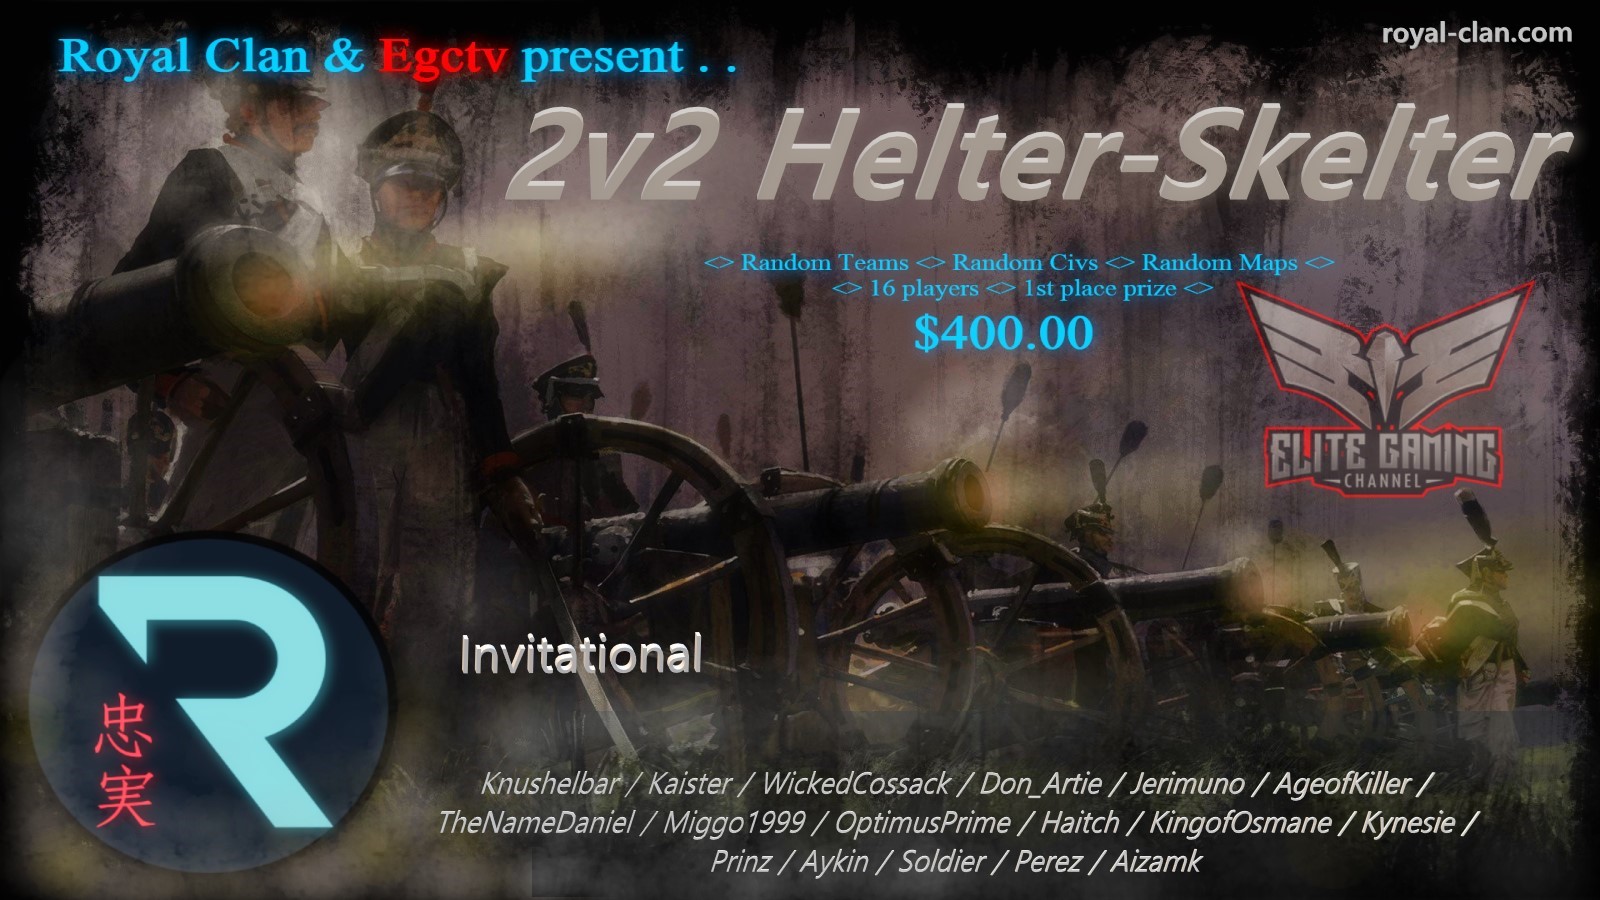 royal-clan.com
Royal Clan & Egctv present . .
2v2 Helter-Skelter
<> Random Teams <> Random Civs <> Random Maps <>
<> 16 players <> 1st place prize <>
$400.00
ELITE GAMING
CHANNEL
R
忠
実
Invitational
Knushelbar / Kaister / WickedCossack / Don_Artie / Jerimuno / AgeofKiller /
TheNameDaniel / Miggo1999 / OptimusPrime / Haitch / KingofOsmane / Kynesie /
Prinz / Aykin / Soldier / Perez / Aizamk